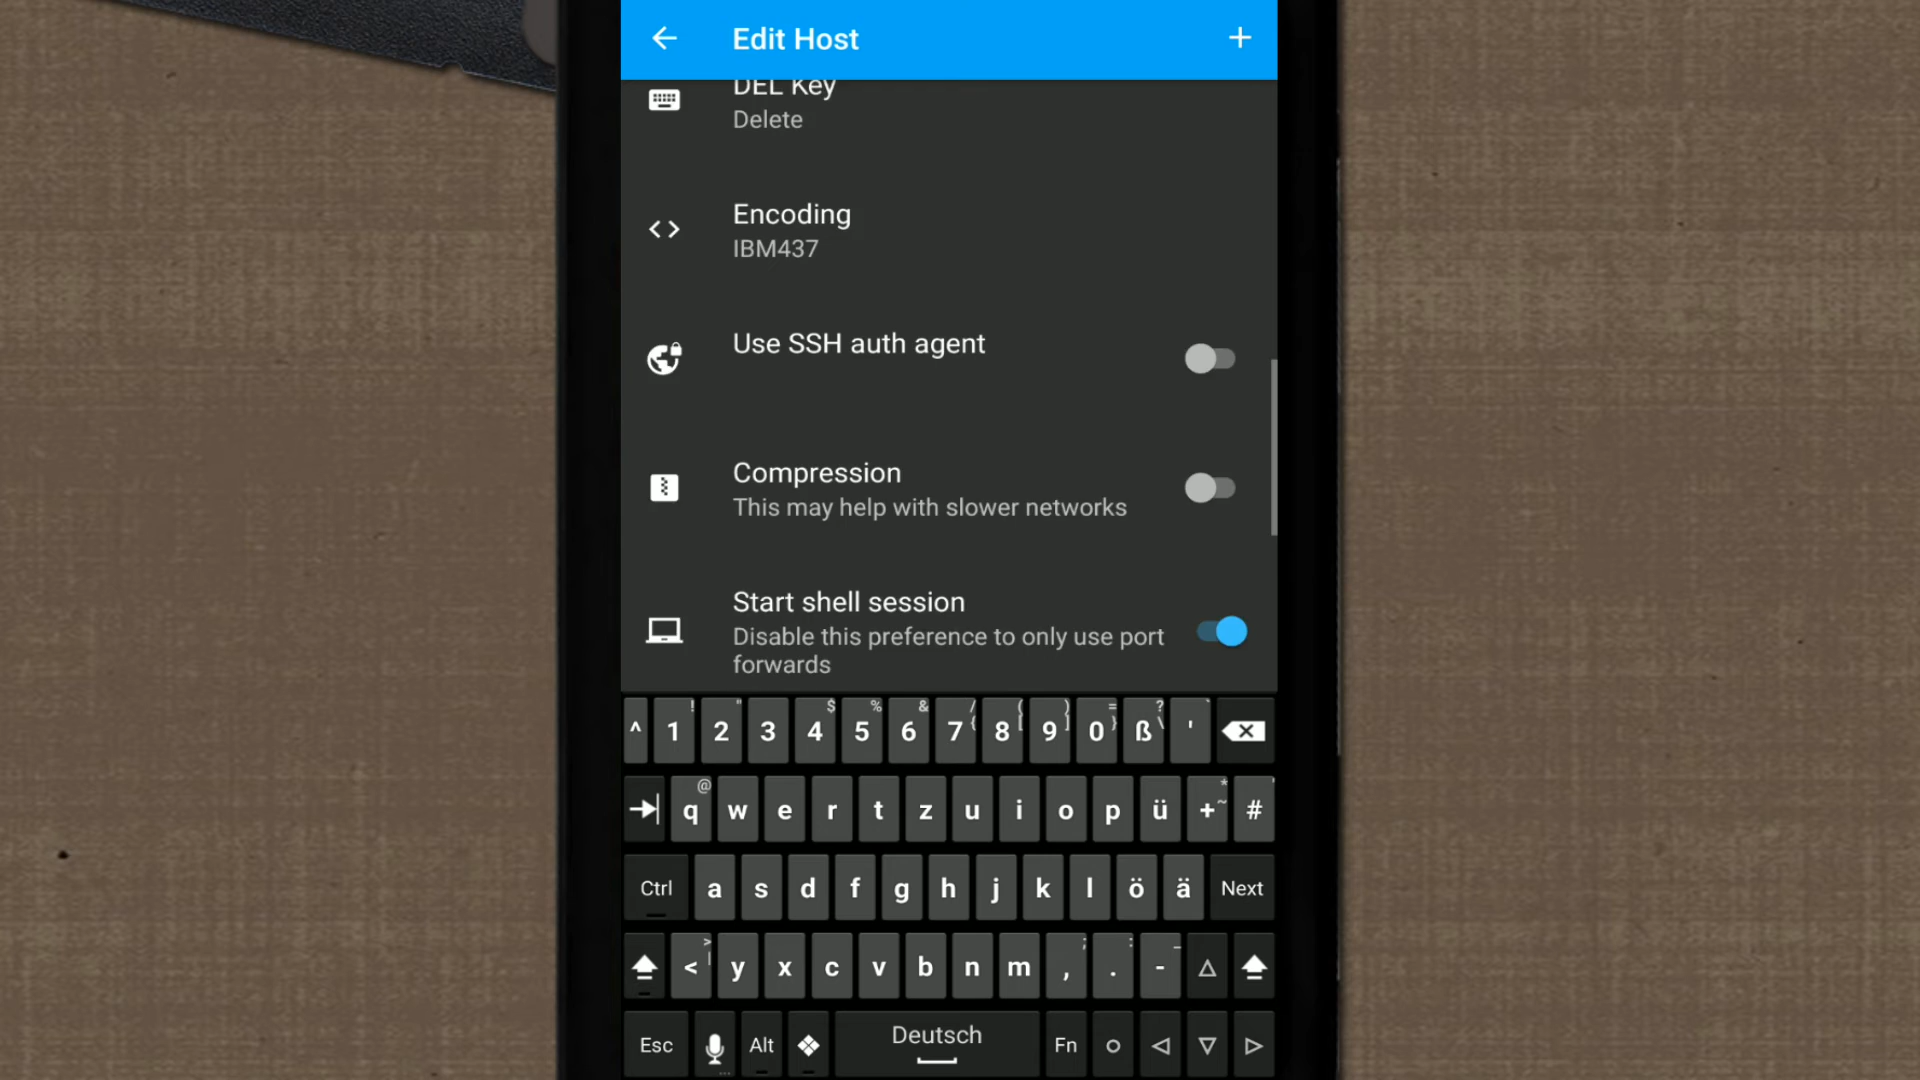 Edit Host
DEL Key
Delete
Encoding
IBM437
Use SSH auth agent
Compression
This may help with slower networks
Start shell session
Disable this preference to only use port
forwards
^ 1 ! 2 " 3 4 $ 5 % 6 & 7 / { 8 ( [ 9 ) ] 0 = } ß ? \ ' `
q @ w e r t z u i o p ü + * ~ # '
Ctrl a s d f g h j k l ö ä Next
< > | y x c v b n m , ; . : - _
Esc Alt Deutsch Fn